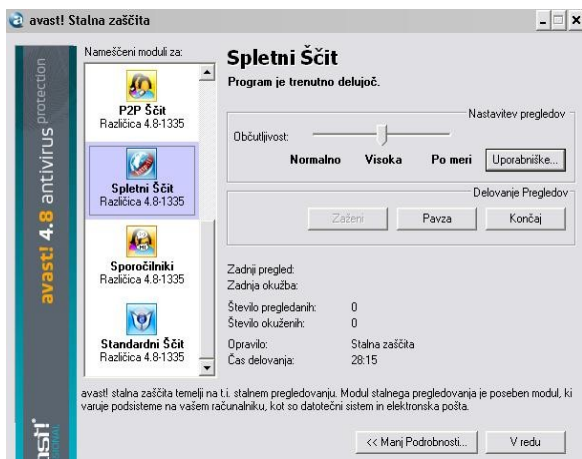 avast! Stalna zaščita
avast! 4.8 antivirus protection
Nameščeni moduli za:
P2P Ščit
Različica 4.8-1335
Spletni Ščit
Različica 4.8-1335
Sporočilniki
Različica 4.8-1335
Standardni Ščit
Različica 4.8-1335
Spletni Ščit
Program je trenutno delujoč.
Nastavitev pregledov
Občutljivost:
Normalno Visoka Po meri Uporabniške...
Delovanje Pregledov
Zaženi Pavza Končaj
Zadnji pregled:
Zadnja okužba:
Število pregledanih: 0
Število okuženih: 0
Opravilo: Stalna zaščita
Čas delovanja: 28:15
avast! stalna zaščita temelji na t.i. stalnem pregledovanju. Modul stalnega pregledovanja je poseben modul, ki
varuje podsisteme na vašem računalniku, kot so datotečni sistem in elektronska pošta.
<< Manj Podrobnosti... V redu